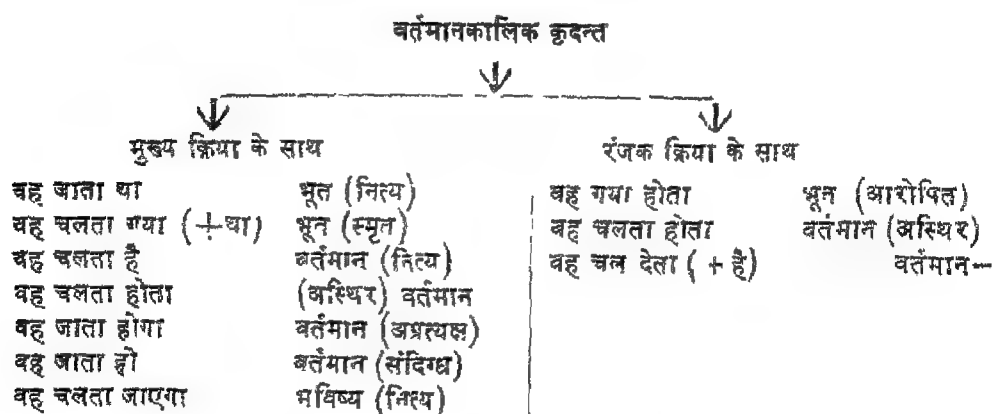 वर्तमानकालिक कृदन्त
मुख्य क्रिया के साथ
वह जाता था भूत (नित्य)
वह चलता गया (+था) भून (स्मृत)
वह चलता है वर्तमान (नित्य)
वह चलता होता (अस्थिर) वर्तमान
वह जाता होगा वर्तमान (अप्रत्यक्ष)
वह जाता हो वर्तमान (संदिग्ध)
वह चलता जाएगा भविष्य (नित्य)
रंजक क्रिया के साथ
वह गया होता भून (आरोपित)
वह चलता होता वर्तमान (अस्थिर)
वह चल देता (+ है) वर्तमान—